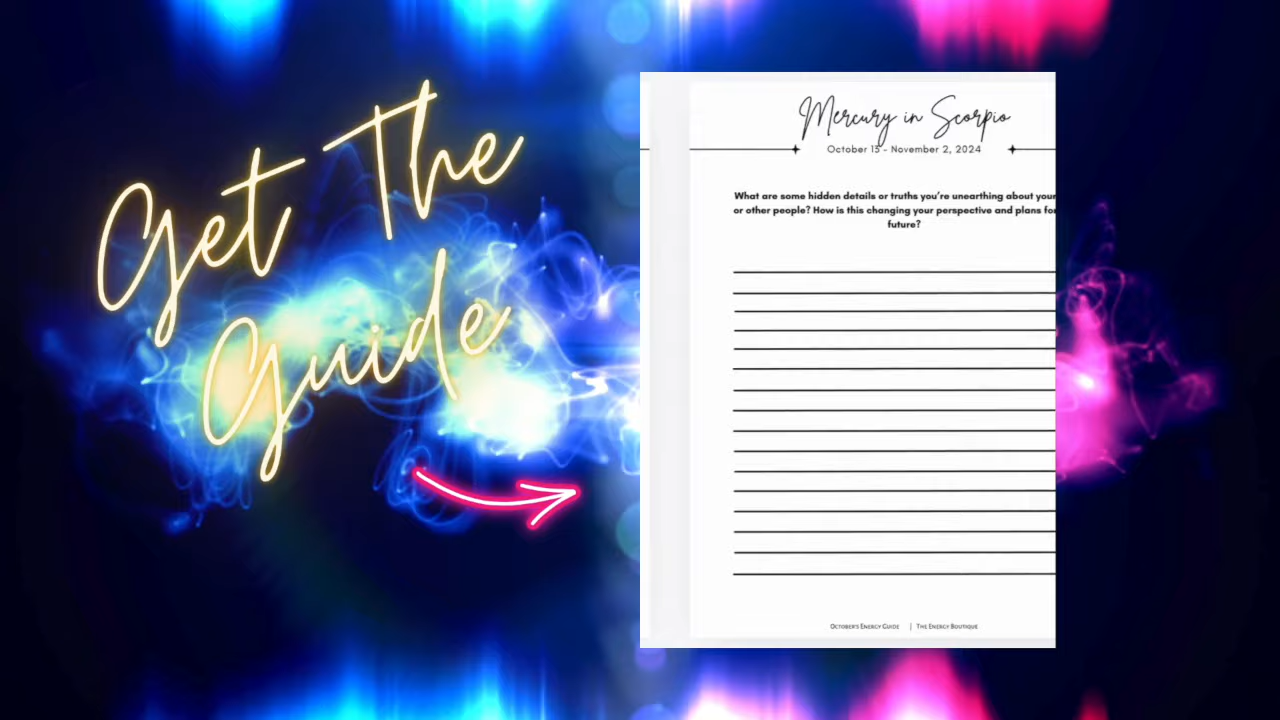 Get The
Guide
Mercury in Scorpio
October 15 - November 2, 2024
What are some hidden details or truths you're unearthing about your
or other people? How is this changing your perspective and plans for
future?
OCTOBER'S ENERGY GUIDE | THE ENERGY BOUTIQUE